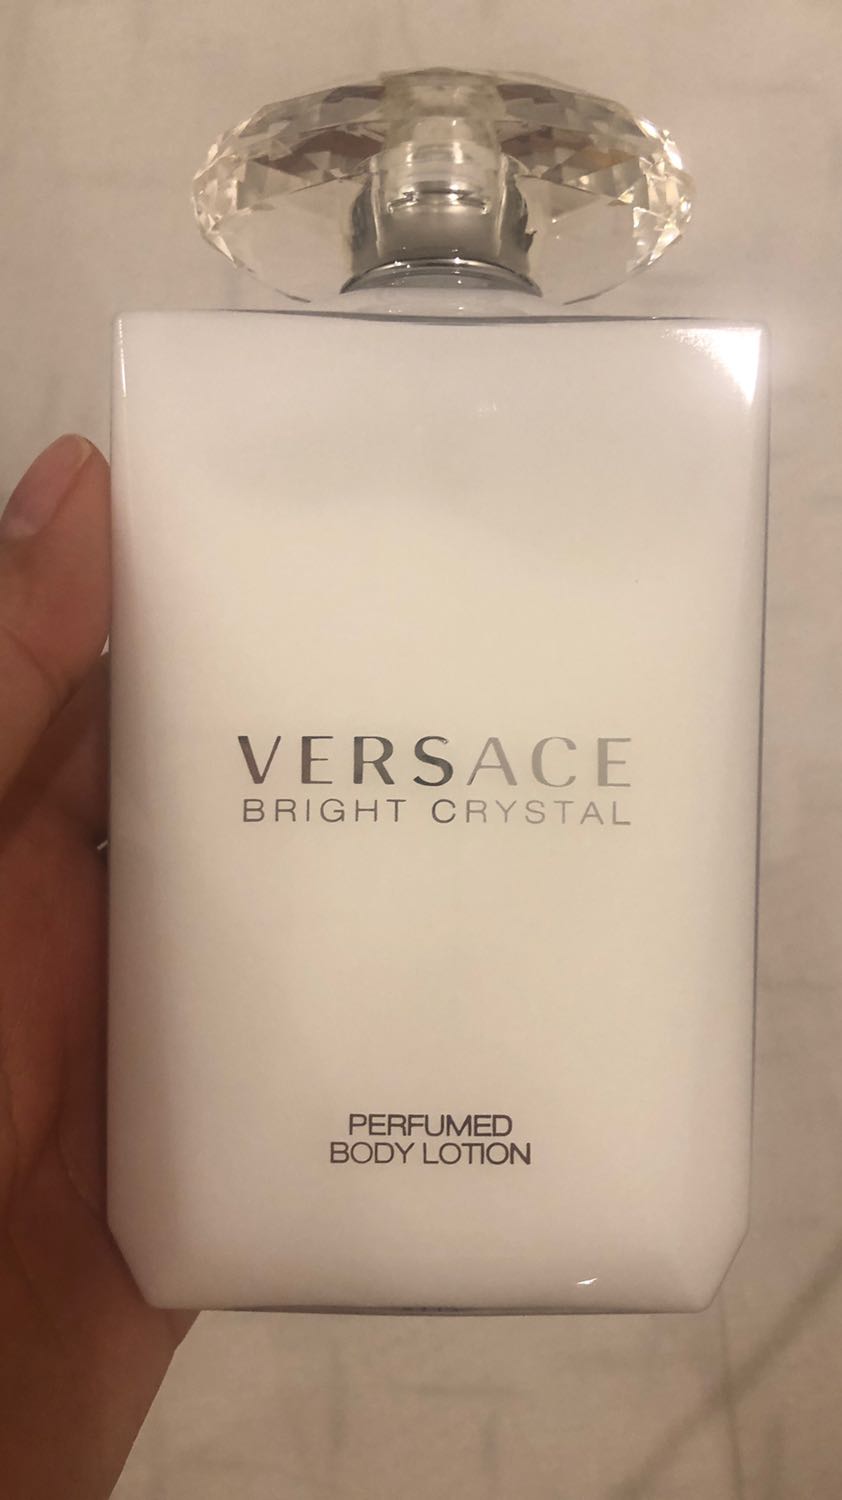 VERSACE
BRIGHT CRYSTAL
PERFUMED
BODY LOTION